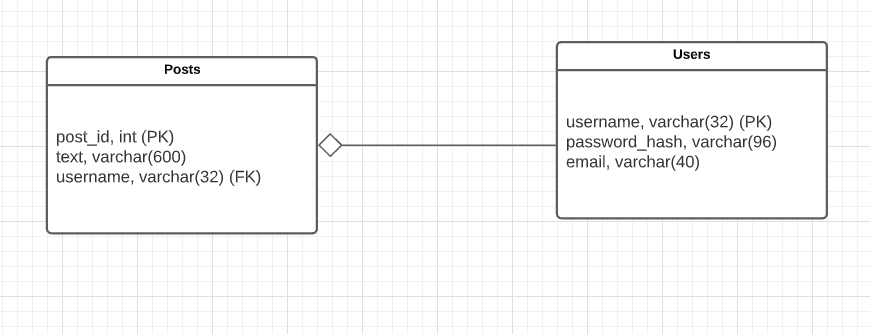 Posts
post_id, int (PK)
text, varchar(600)
username, varchar(32) (FK)
Users
username, varchar(32) (PK)
password_hash, varchar(96)
email, varchar(40)